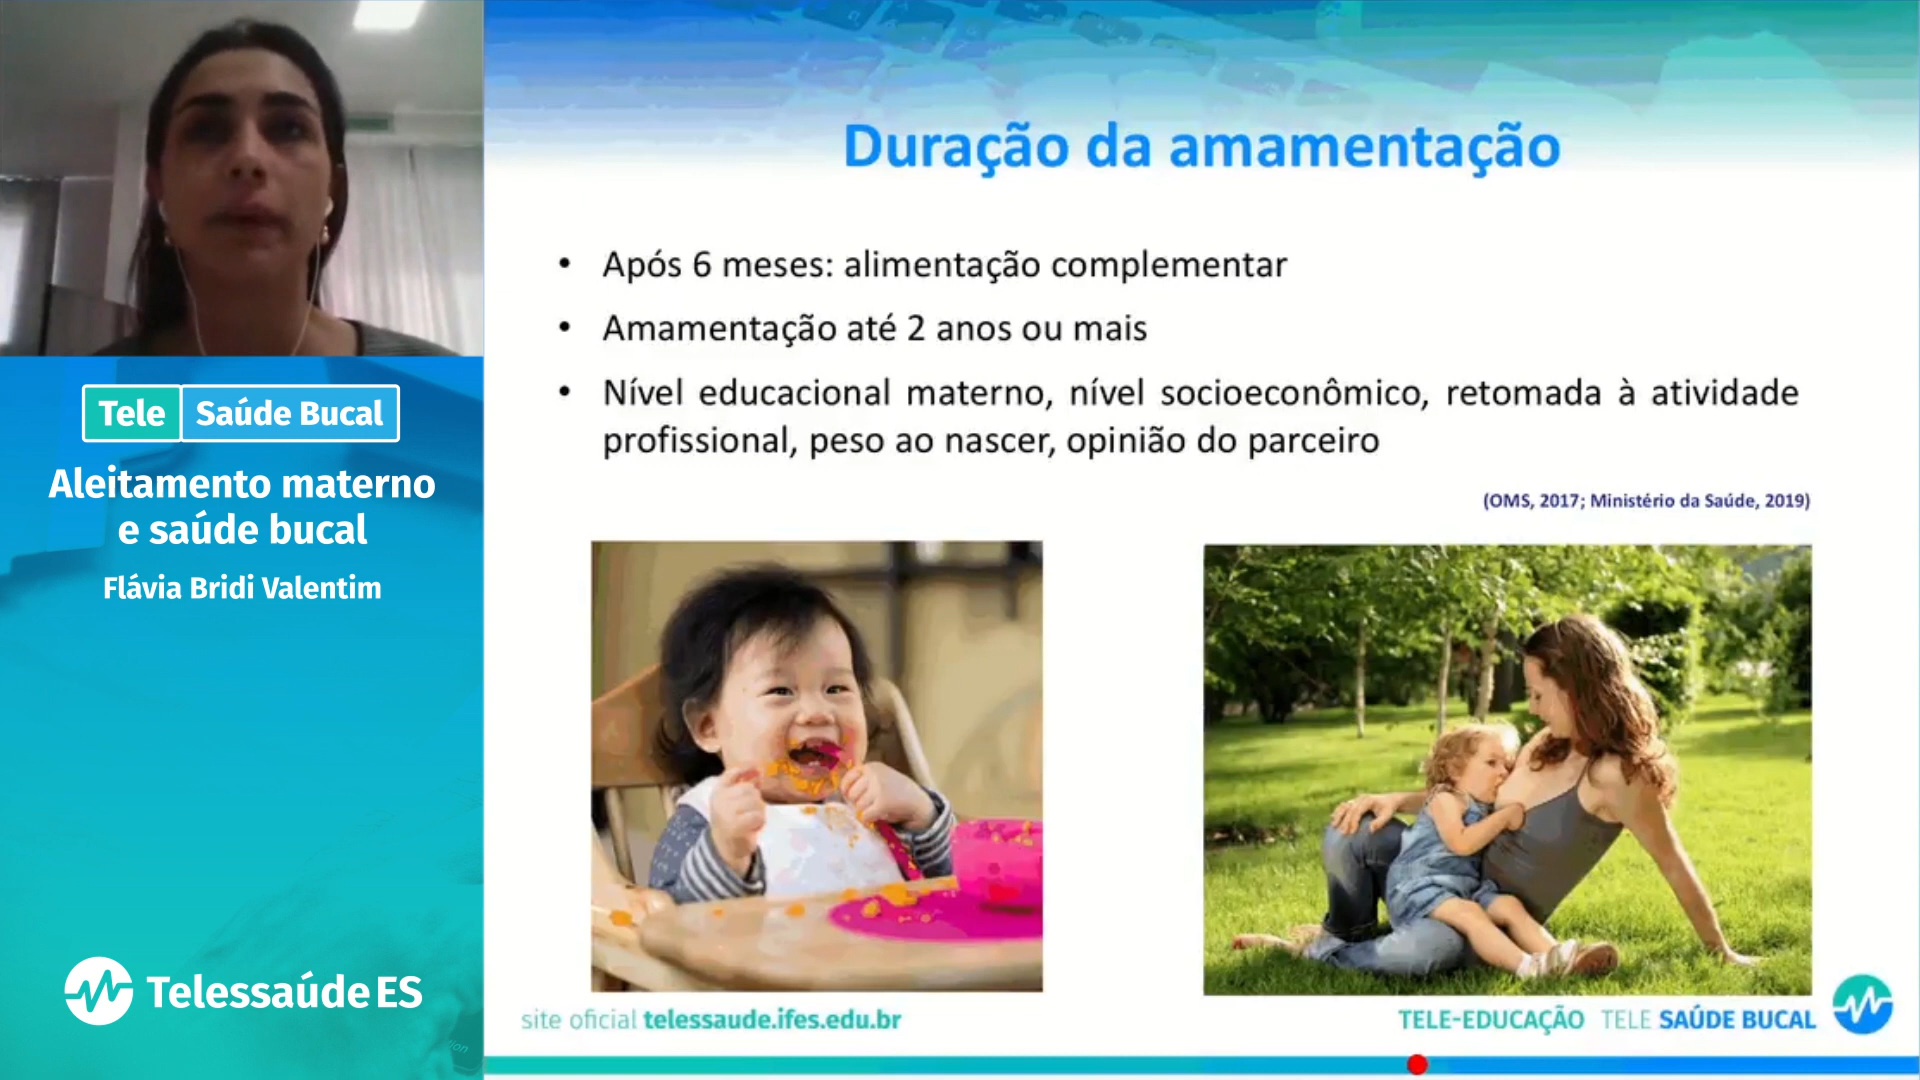 Tele Saúde Bucal
Aleitamento materno
e saúde bucal
Flávia Bridi Valentim
Telessaúde ES
Duração da amamentação
• Após 6 meses: alimentação complementar
• Amamentação até 2 anos ou mais
• Nível educacional materno, nível socioeconômico, retomada à atividade
profissional, peso ao nascer, opinião do parceiro
(OMS, 2017; Ministério da Saúde, 2019)
site oficial telessaude.ifes.edu.br
TELE-EDUCAÇÃO TELE SAÚDE BUCAL